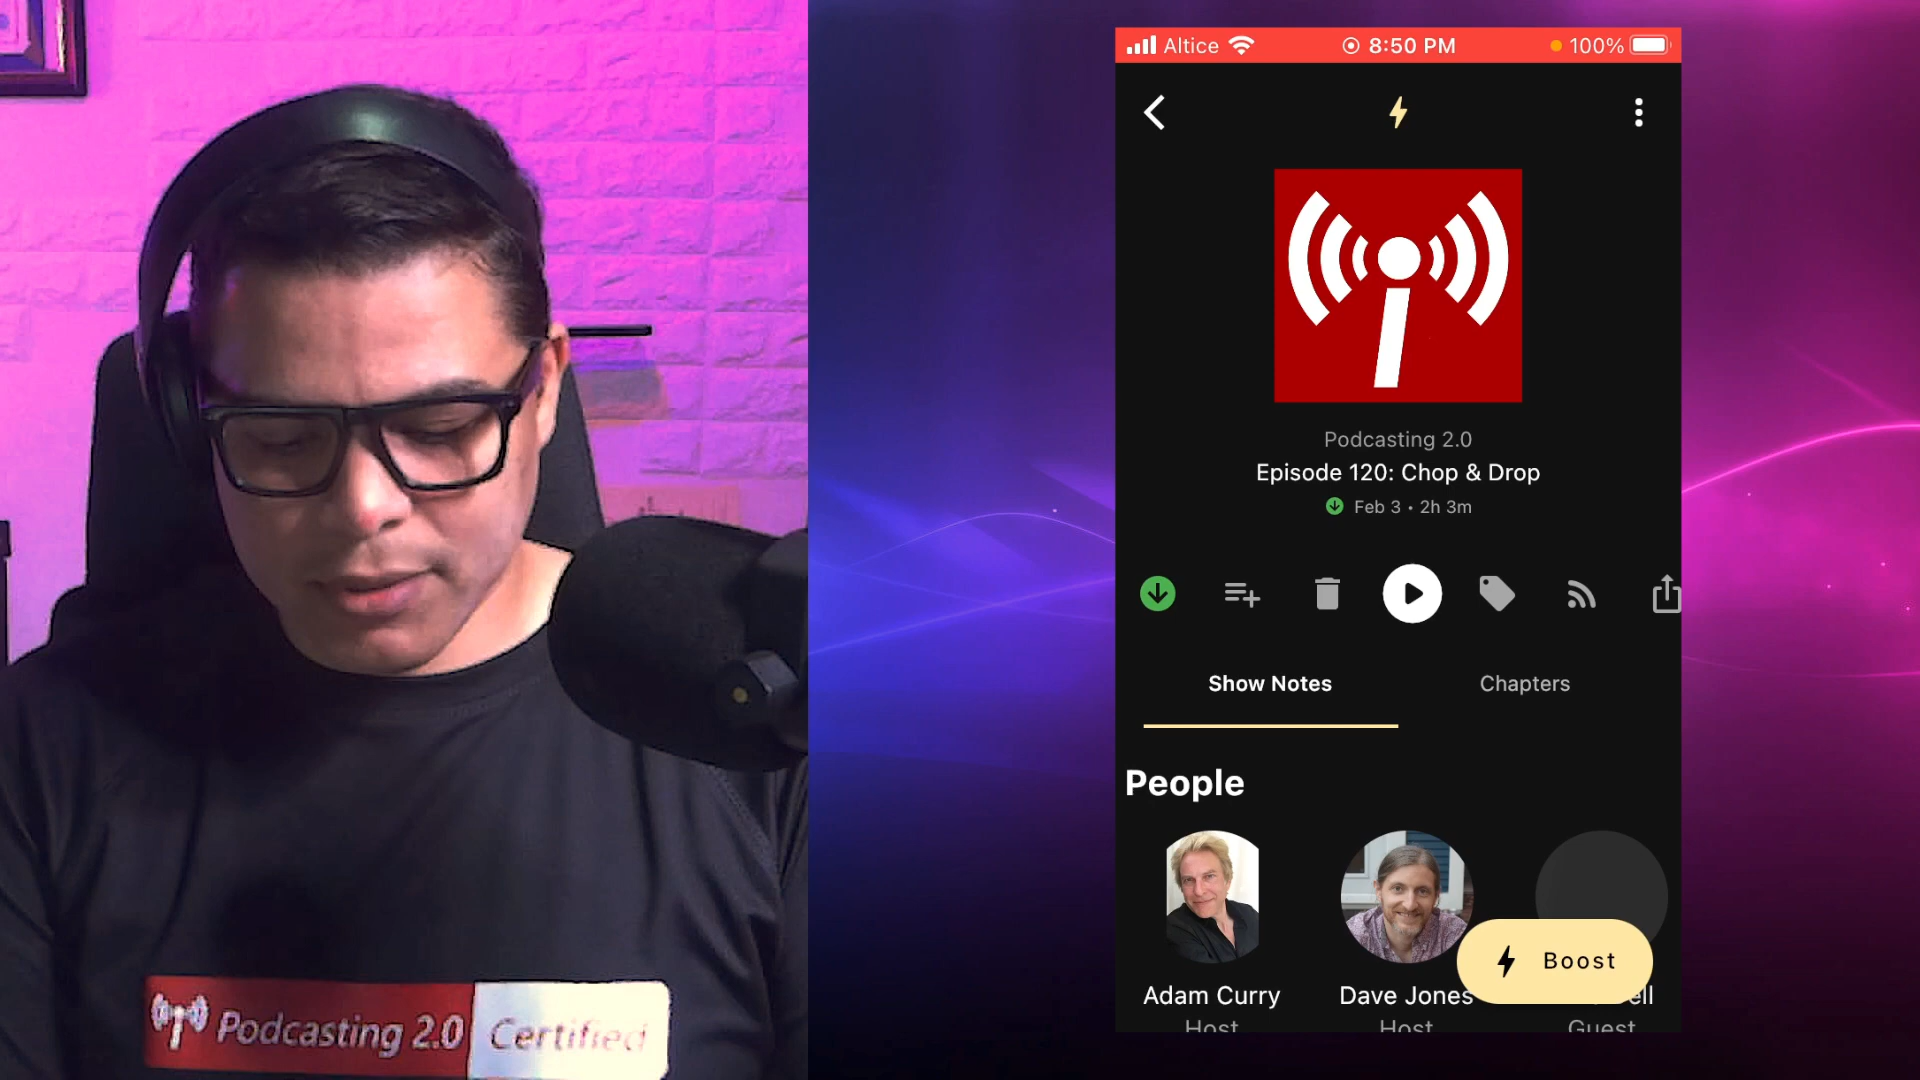 Altice
8:50 PM
100%
Podcasting 2.0
Episode 120: Chop & Drop
Feb 3 • 2h 3m
Show Notes
Chapters
People
Boost
Adam Curry
Dave Jones
ell
Host
Host
Guest
Podcasting 2.0 Certified